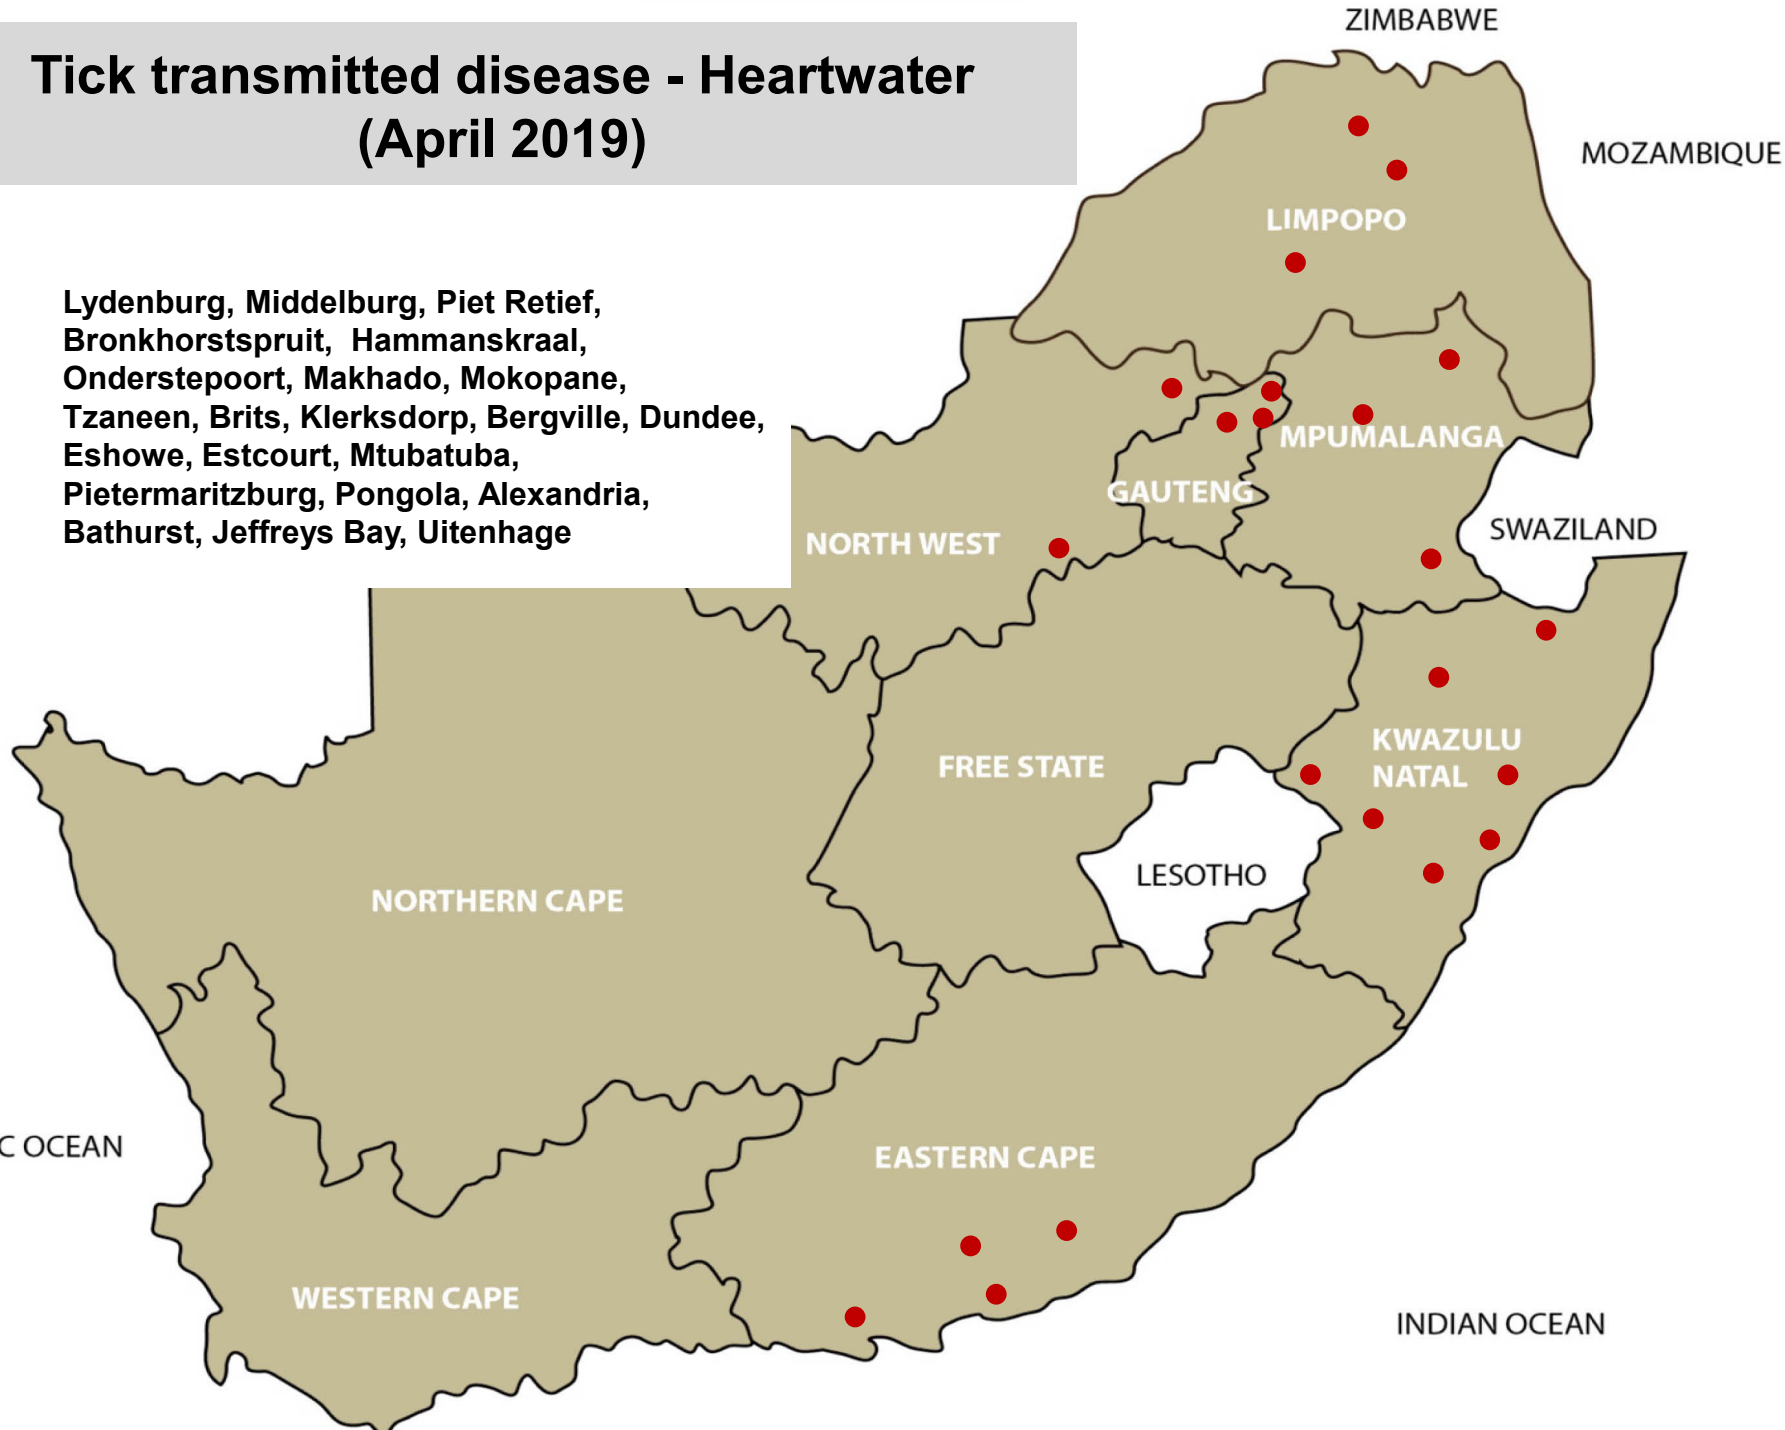 Tick transmitted disease - Heartwater
(April 2019)
Lydenburg, Middelburg, Piet Retief,
Bronkhorstspruit, Hammanskraal,
Onderstepoort, Makhado, Mokopane,
Tzaneen, Brits, Klerksdorp, Bergville, Dundee,
Eshowe, Estcourt, Mtubatuba,
Pietermaritzburg, Pongola, Alexandria,
Bathurst, Jeffreys Bay, Uitenhage
ZIMBABWE
MOZAMBIQUE
LIMPOPO
MPUMALANGA
GAUTENG
NORTH WEST
SWAZILAND
KWAZULU
NATAL
FREE STATE
LESOTHO
NORTHERN CAPE
C OCEAN
EASTERN CAPE
WESTERN CAPE
INDIAN OCEAN